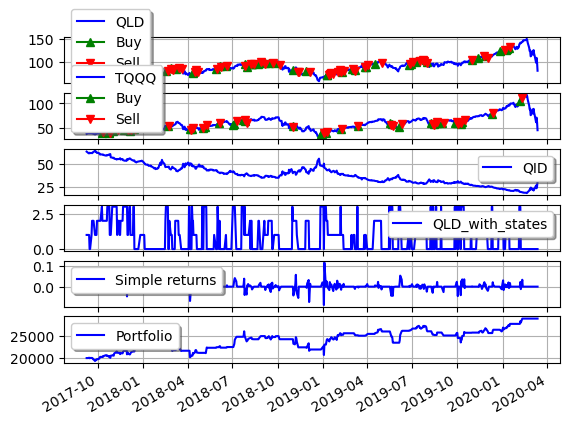 QLD
Buy
Sell
150
100
TQQQ
Buy
Sell
100
50
QID
50
25
QLD_with_states
2.5
0.0
Simple returns
0.1
0.0
Portfolio
25000
20000
2017-10
2018-01
2018-04
2018-07
2018-10
2019-01
2019-04
2019-07
2019-10
2020-01
2020-04